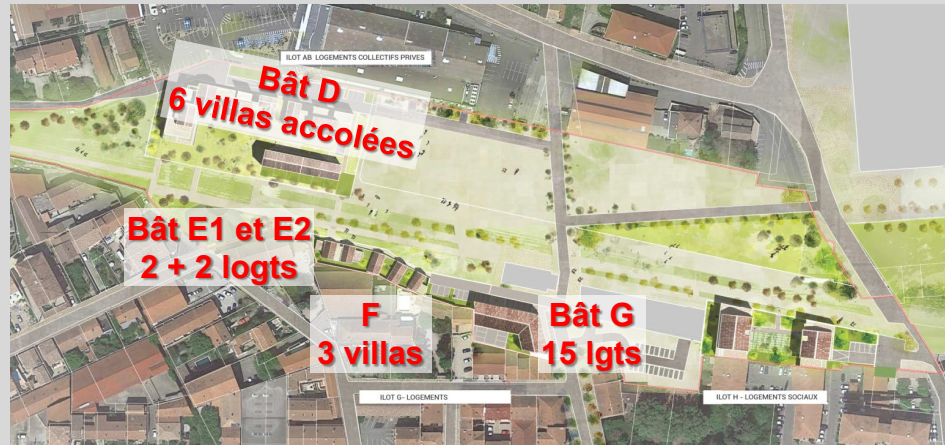 ILOT AB LOGEMENTS COLLECTIFS PRIVES
Bât D
6 villas accolées
Bât E1 et E2
2 + 2 logts
F
3 villas
Bât G
15 lgts
ILOT G- LOGEMENTS
ILOT H - LOGEMENTS SOCIAUX